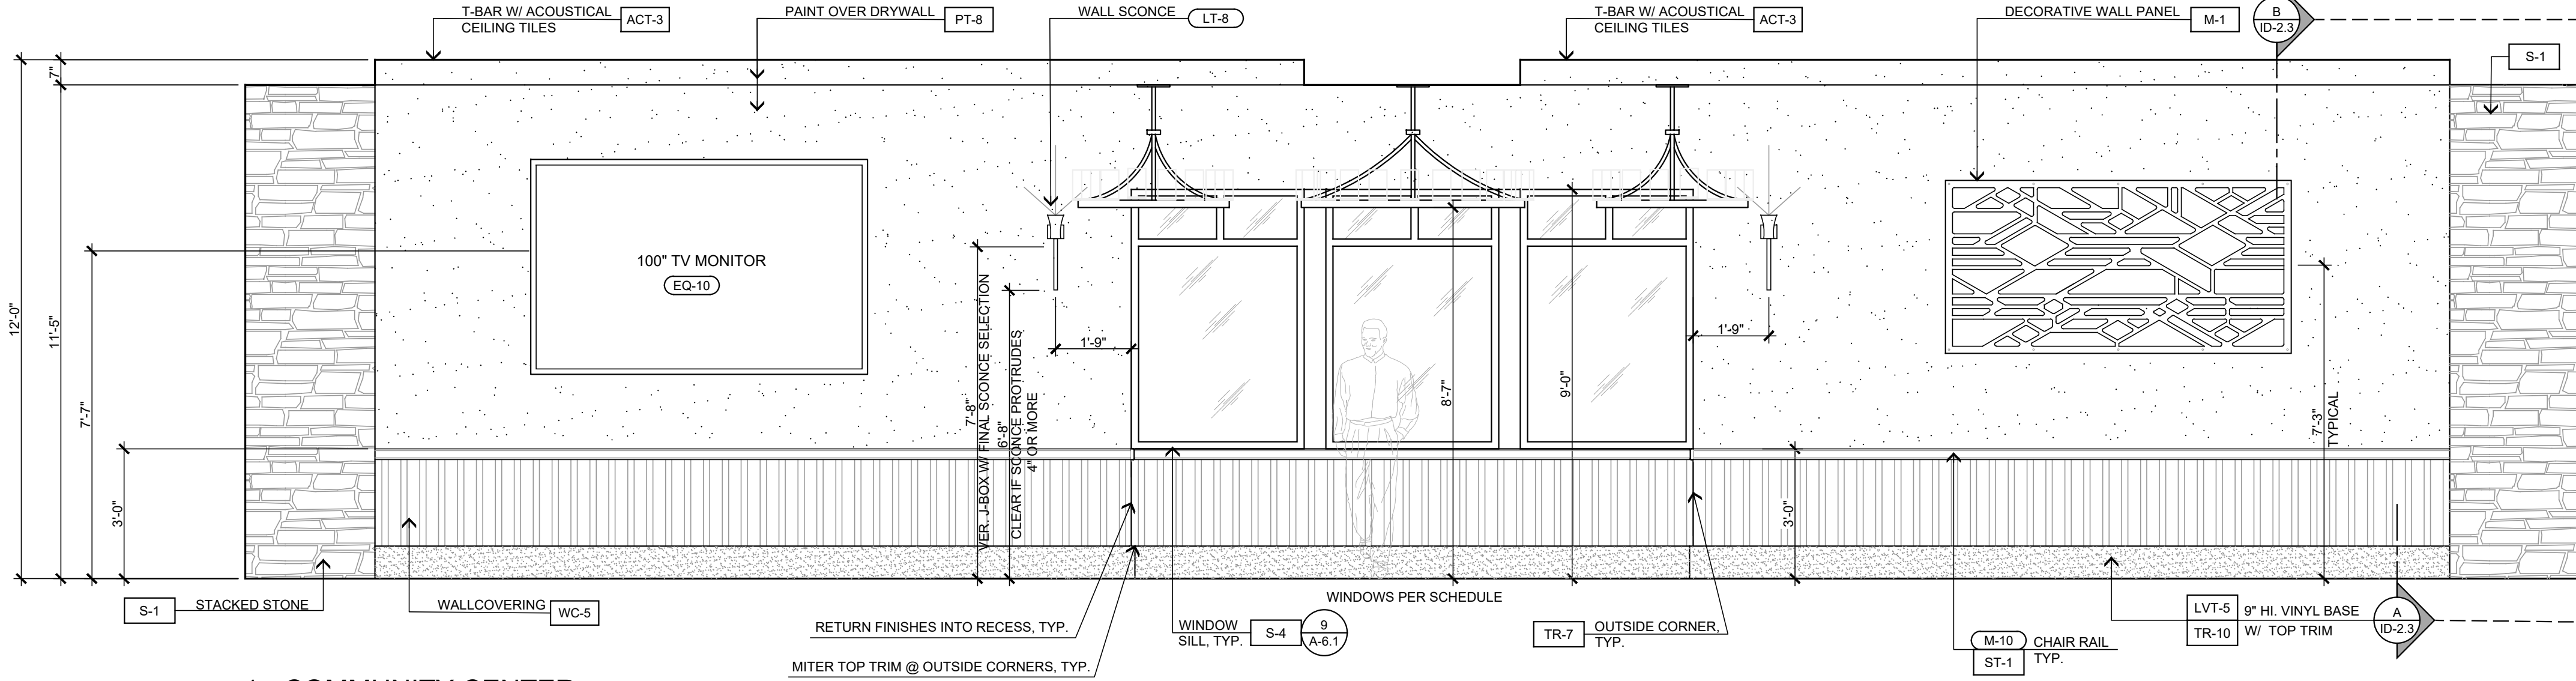 T-BAR W/ ACOUSTICAL
CEILING TILES
ACT-3
PAINT OVER DRYWALL
PT-8
WALL SCONCE
LT-8
T-BAR W/ ACOUSTICAL
CEILING TILES
ACT-3
DECORATIVE WALL PANEL
M-1
B
ID-2.3
S-1
12'-0"
7"
11'-5"
7'-7"
3'-0"
100" TV MONITOR
EQ-10
7'-8"
VER. J-BOX W/ FINAL SCONCE SELECTION
6'-8"
CLEAR IF SCONCE PROTRUDES
4" OR MORE
1'-9"
8'-7"
9'-0"
1'-9"
3'-0"
7'-3"
TYPICAL
S-1
STACKED STONE
WALLCOVERING
WC-5
RETURN FINISHES INTO RECESS, TYP.
MITER TOP TRIM @ OUTSIDE CORNERS, TYP.
WINDOW
SILL, TYP.
S-4
9
A-6.1
WINDOWS PER SCHEDULE
TR-7
OUTSIDE CORNER,
TYP.
M-10
ST-1
CHAIR RAIL
TYP.
LVT-5
TR-10
9" HI. VINYL BASE
W/ TOP TRIM
A
ID-2.3
COMMUNITY CENTER